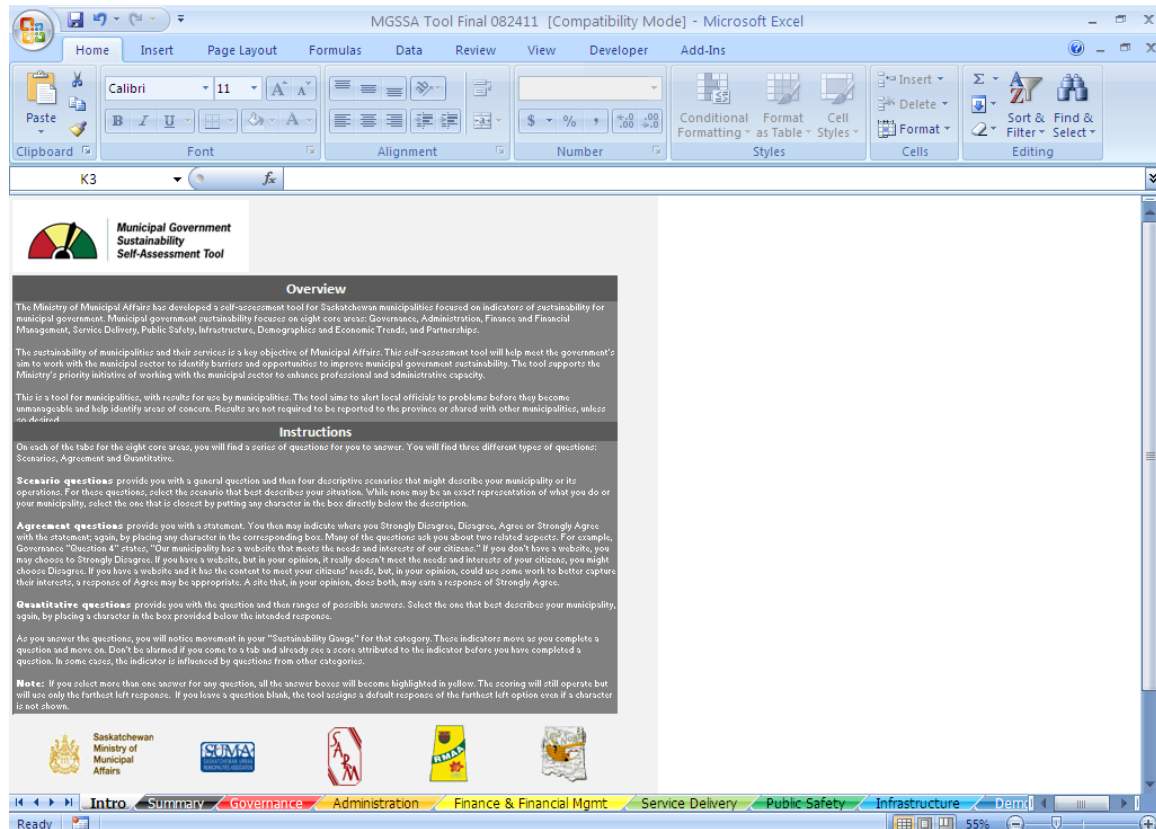 MGSSA Tool Final 082411 [Compatibility Mode] - Microsoft Excel
Home Insert Page Layout Formulas Data Review View Developer Add-Ins
Paste
Calibri 11 A A
B I U A
$ % , .00 .00
Conditional Formatting as Table Cell Styles
Conditional Format Cell
Formatting as Table Styles
Insert
Delete
Format
Σ
Sort & Find &
Filter Select
Clipboard Font Alignment Number Styles Cells Editing
K3 fx
Municipal Government
Sustainability
Self-Assessment Tool
Overview
The Ministry of Municipal Affairs has developed a self-assessment tool for Saskatchewan municipalities focused on indicators of sustainability for
municipal government. Municipal government sustainability focuses on eight core areas: Governance, Administration, Finance and Financial
Management, Service Delivery, Public Safety, Infrastructure, Demographics and Economic Trends, and Partnerships.
The sustainability of municipalities and their services is a key objective of Municipal Affairs. This self-assessment tool will help meet the government's
aim to work with the municipal sector to identify barriers and opportunities to improve municipal government sustainability. The tool supports the
Ministry's priority initiative of working with the municipal sector to enhance professional and administrative capacity.
This is a tool for municipalities, with results for use by municipalities. The tool aims to alert local officials to problems before they become
unmanageable and help identify areas of concern. Results are not required to be reported to the province or shared with other municipalities, unless
so desired.
Instructions
On each of the tabs for the eight core areas, you will find a series of questions for you to answer. You will find three different types of questions:
Scenarios, Agreement and Quantitative.
Scenario questions provide you with a general question and then four descriptive scenarios that might describe your municipality or its
operations. For these questions, select the scenario that best describes your situation. While none may be an exact representation of what you do or
your municipality, select the one that is closest by putting any character in the box directly below the description.
Agreement questions provide you with a statement. You then may indicate where you Strongly Disagree, Disagree, Agree or Strongly Agree
with the statement; again, by placing any character in the corresponding box. Many of the questions ask you about two related aspects. For example,
Governance "Question 4" states, "Our municipality has a website that meets the needs and interests of our citizens." If you don't have a website, you
may choose to Strongly Disagree. If you have a website, but in your opinion, it really doesn't meet the needs and interests of your citizens, you might
choose Disagree. If you have a website and it has the content to meet your citizens' needs, but, in your opinion, could use some work to better capture
their interests, a response of Agree may be appropriate. A site that, in your opinion, does both, may earn a response of Strongly Agree.
Quantitative questions provide you with the question and then ranges of possible answers. Select the one that best describes your municipality,
again, by placing a character in the box provided below the intended response.
As you answer the questions, you will notice movement in your "Sustainability Gauge" for that category. These indicators move as you complete a
question and move on. Don't be alarmed if you come to a tab and already see a score attributed to the indicator before you have completed a
question. In some cases, the indicator is influenced by questions from other categories.
Note: If you select more than one answer for any question, all the answer boxes will become highlighted in yellow. The scoring will still operate but
will use only the farthest left response. If you leave a question blank, the tool assigns a default response of the farthest left option even if a character
is not shown.
Saskatchewan
Ministry of
Municipal
Affairs
SUMA
SARM
RMAA
Intro Summary Governance Administration Finance & Financial Mgmt Service Delivery Public Safety Infrastructure
Ready 55%